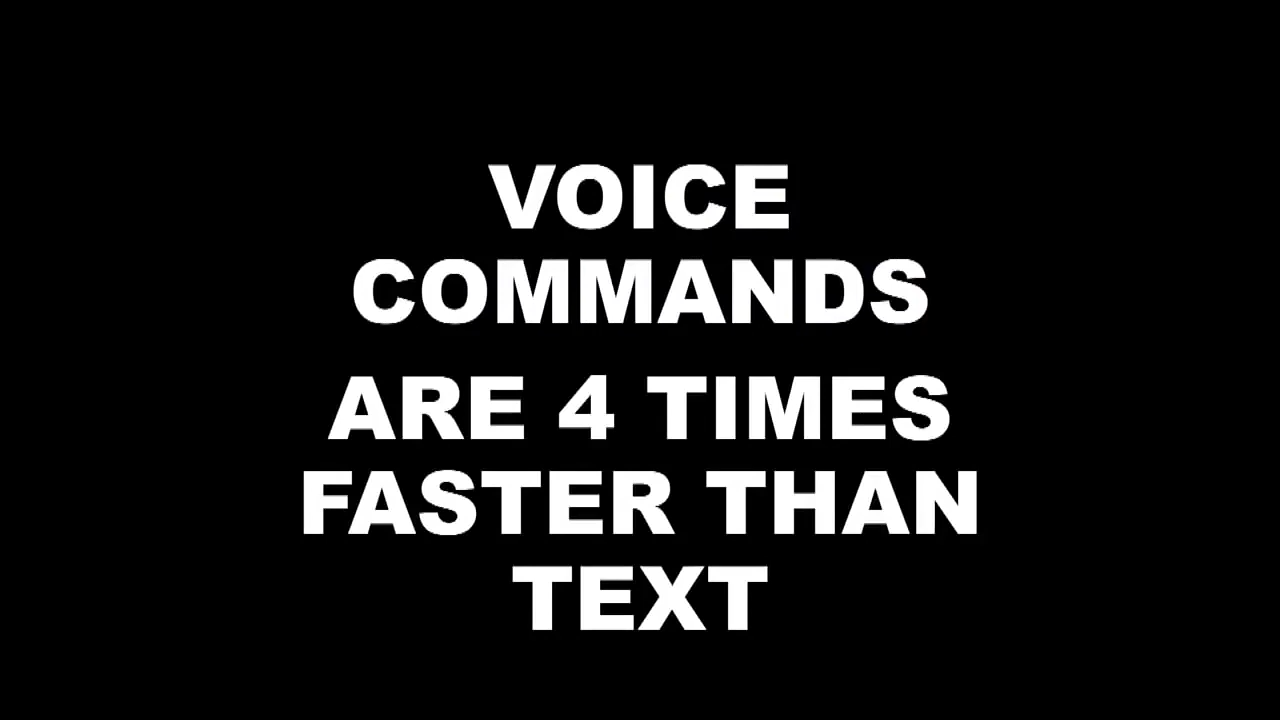 VOICE
COMMANDS
ARE 4 TIMES
FASTER THAN
TEXT